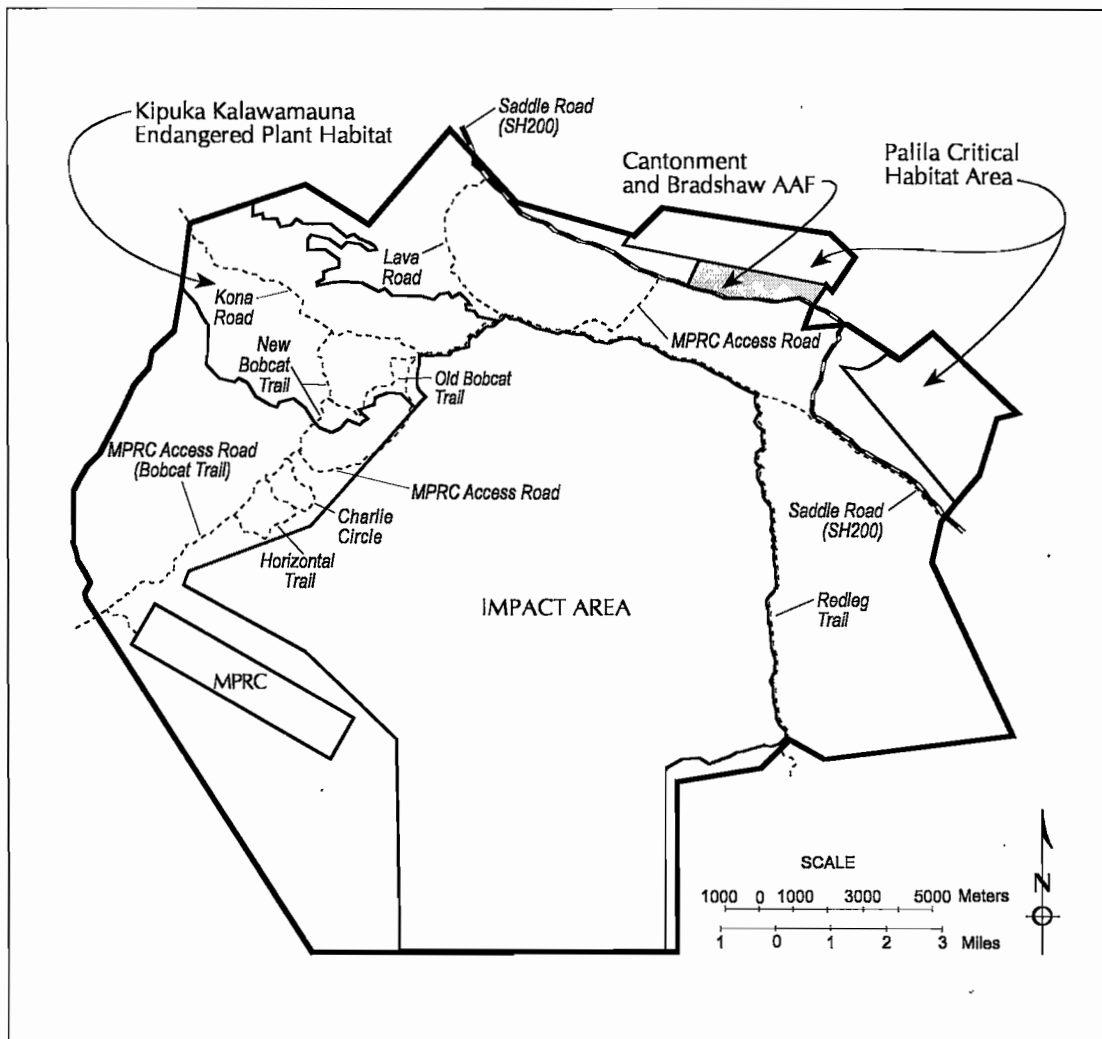 Kipuka Kalawamauna
Endangered Plant Habitat
Saddle Road
(SH200)
Cantonment
and Bradshaw AAF
Palila Critical
Habitat Area
Lava
Road
Kona
Road
MPRC Access Road
New
Bobcat
Trail
Old Bobcat
Trail
MPRC Access Road
(Bobcat Trail)
MPRC Access Road
Charlie
Circle
Horizontal
Trail
Saddle Road
(SH200)
IMPACT AREA
Redleg
Trail
MPRC
SCALE
1000 0 1000 3000 5000 Meters
1 0 1 2 3 Miles
N